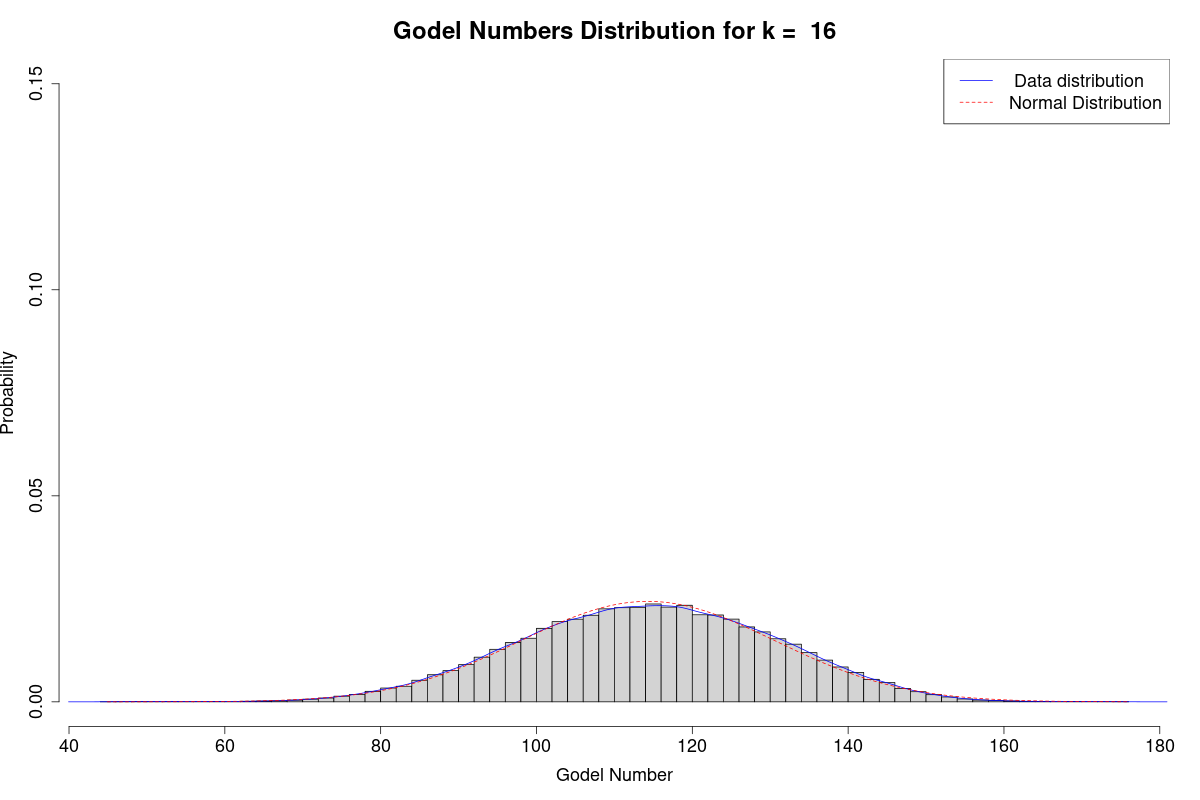 Godel Numbers Distribution for k =  16
Data distribution
Normal Distribution
0.15
0.10
0.05
0.00
Probability
40 60 80 100 120 140 160 180
Godel Number